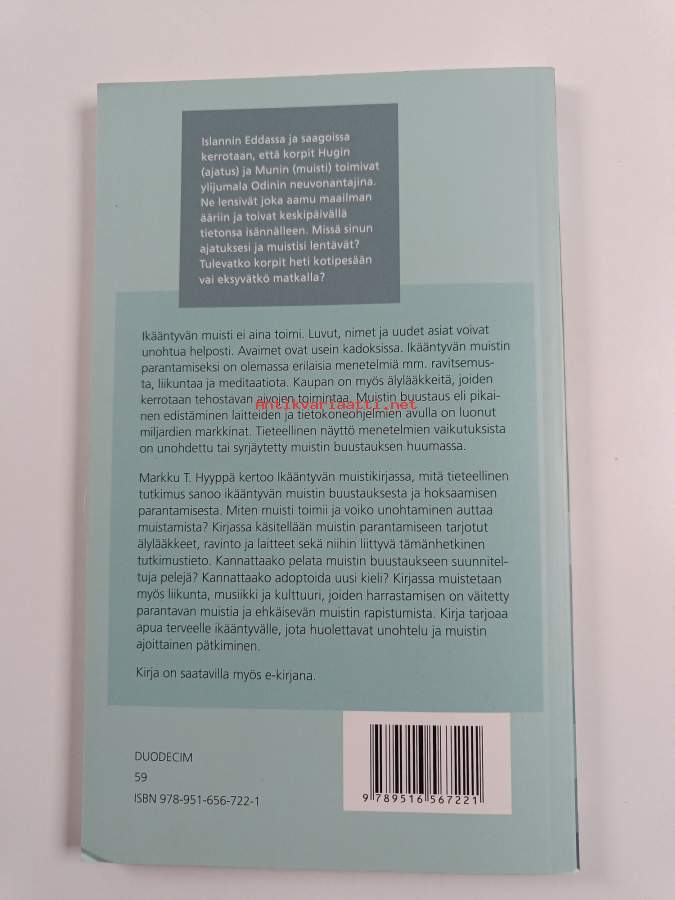 Islannin Eddassa ja saagoissa
kerrotaan, että korpit Hugin
(ajatus) ja Munin (muisti) toimivat
ylijumala Odinin neuvonantajina.
Ne lensivät joka aamu maailman
ääriin ja toivat keskipäivällä
tietonsa isännälleen. Missä sinun
ajatuksesi ja muistisi lentävät?
Tulevatko korpit heti kotipesään
vai eksyvätkö matkalla?
Ikääntyvän muisti ei aina toimi. Luvut, nimet ja uudet asiat voivat
unohtua helposti. Avaimet ovat usein kadoksissa. Ikääntyvän muistin
parantamiseksi on olemassa erilaisia menetelmiä mm. ravitsemus-
ta, liikuntaa ja meditaatiota. Kaupan on myös älylääkkeitä, joiden
kerrotaan tehostavan aivojen toimintaa. Muistin buustaus eli pikai-
Antikvariaatti.net
nen edistäminen laitteiden ja tietokoneohjelmien avulla on luonut
miljardien markkinat. Tieteellinen näyttö menetelmien vaikutuksista
on unohdettu tai syrjäytetty muistin buustauksen huumassa.
Markku T. Hyyppä kertoo Ikääntyvän muistikirjassa, mitä tieteellinen
tutkimus sanoo ikääntyvän muistin buustauksesta ja hoksaamisen
parantamisesta. Miten muisti toimii ja voiko unohtaminen auttaa
muistamista? Kirjassa käsitellään muistin parantamiseen tarjotut
älylääkkeet, ravinto ja laitteet sekä niihin liittyvä tämänhetkinen
tutkimustieto. Kannattaako pelata muistin buustaukseen suunnitel-
tuja pelejä? Kannattaako adoptoida uusi kieli? Kirjassa muistetaan
myös liikunta, musiikki ja kulttuuri, joiden harrastamisen on väitetty
parantavan muistia ja ehkäisevän muistin rapistumista. Kirja tarjoaa
apua terveelle ikääntyvälle, jota huolettavat unohtelu ja muistin
ajoittainen pätkiminen.
Kirja on saatavilla myös e-kirjana.
DUODECIM
59
ISBN 978-951-656-722-1
9 789516 567221